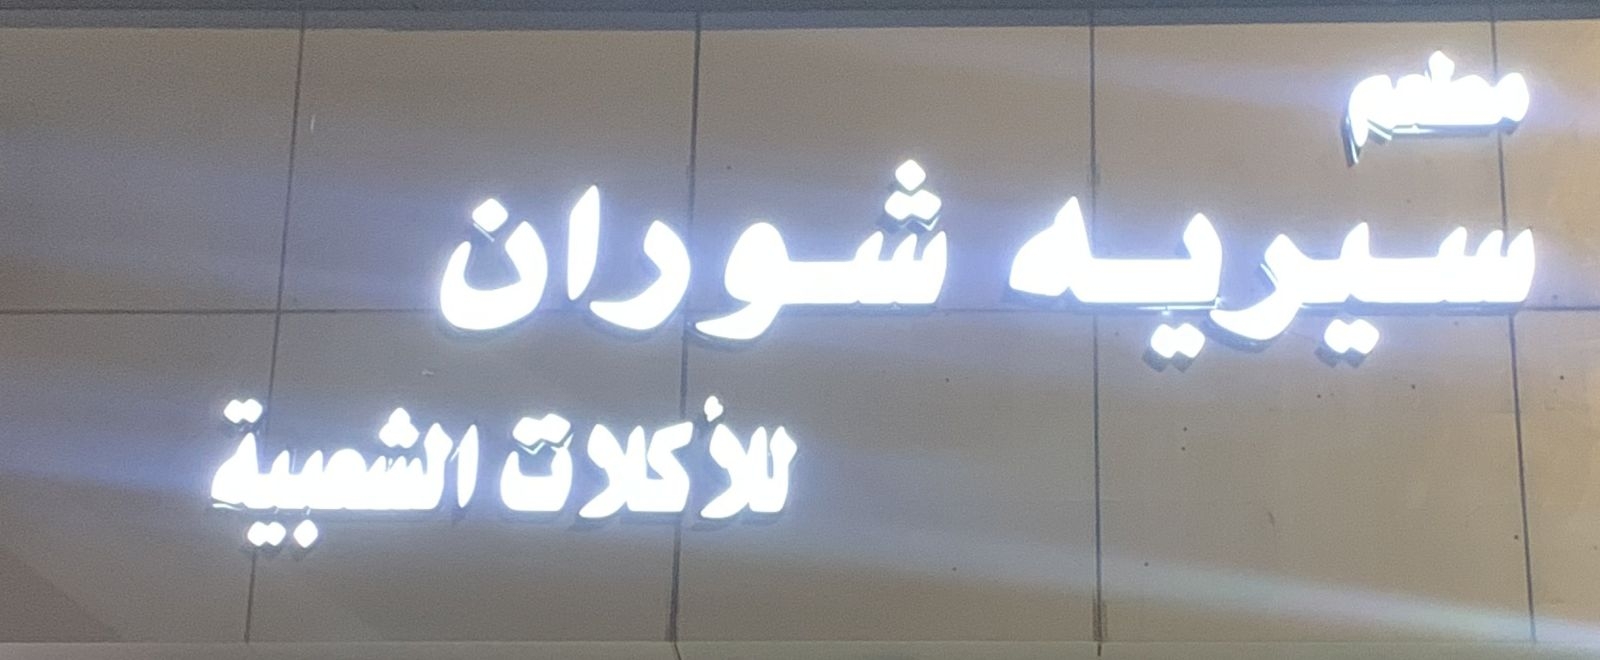 مطعم
سيريه شوران
للأكلات الشعبية